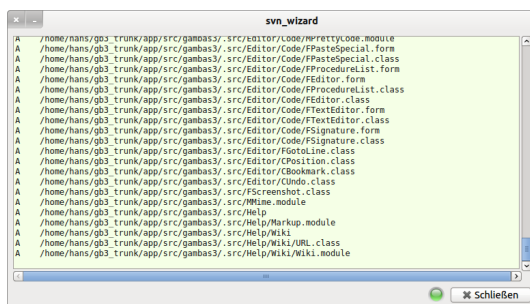 svn_wizard
A /home/hans/gb3_trunk/app/src/gambas3/.src/Editor/Code/MPrettyCode.module
A /home/hans/gb3_trunk/app/src/gambas3/.src/Editor/Code/FPasteSpecial.form
A /home/hans/gb3_trunk/app/src/gambas3/.src/Editor/Code/FPasteSpecial.class
A /home/hans/gb3_trunk/app/src/gambas3/.src/Editor/Code/FProcedureList.form
A /home/hans/gb3_trunk/app/src/gambas3/.src/Editor/Code/FEditor.form
A /home/hans/gb3_trunk/app/src/gambas3/.src/Editor/Code/FProcedureList.class
A /home/hans/gb3_trunk/app/src/gambas3/.src/Editor/Code/FEditor.class
A /home/hans/gb3_trunk/app/src/gambas3/.src/Editor/Code/FTextEditor.form
A /home/hans/gb3_trunk/app/src/gambas3/.src/Editor/Code/FTextEditor.class
A /home/hans/gb3_trunk/app/src/gambas3/.src/Editor/Code/FSignature.form
A /home/hans/gb3_trunk/app/src/gambas3/.src/Editor/Code/FSignature.class
A /home/hans/gb3_trunk/app/src/gambas3/.src/Editor/FGotoLine.class
A /home/hans/gb3_trunk/app/src/gambas3/.src/Editor/CPosition.class
A /home/hans/gb3_trunk/app/src/gambas3/.src/Editor/CBookmark.class
A /home/hans/gb3_trunk/app/src/gambas3/.src/Editor/CUndo.class
A /home/hans/gb3_trunk/app/src/gambas3/.src/FScreenshot.class
A /home/hans/gb3_trunk/app/src/gambas3/.src/MMime.module
A /home/hans/gb3_trunk/app/src/gambas3/.src/Help
A /home/hans/gb3_trunk/app/src/gambas3/.src/Help/Markup.module
A /home/hans/gb3_trunk/app/src/gambas3/.src/Help/Wiki
A /home/hans/gb3_trunk/app/src/gambas3/.src/Help/Wiki/URL.class
A /home/hans/gb3_trunk/app/src/gambas3/.src/Help/Wiki/Wiki.module
Schließen